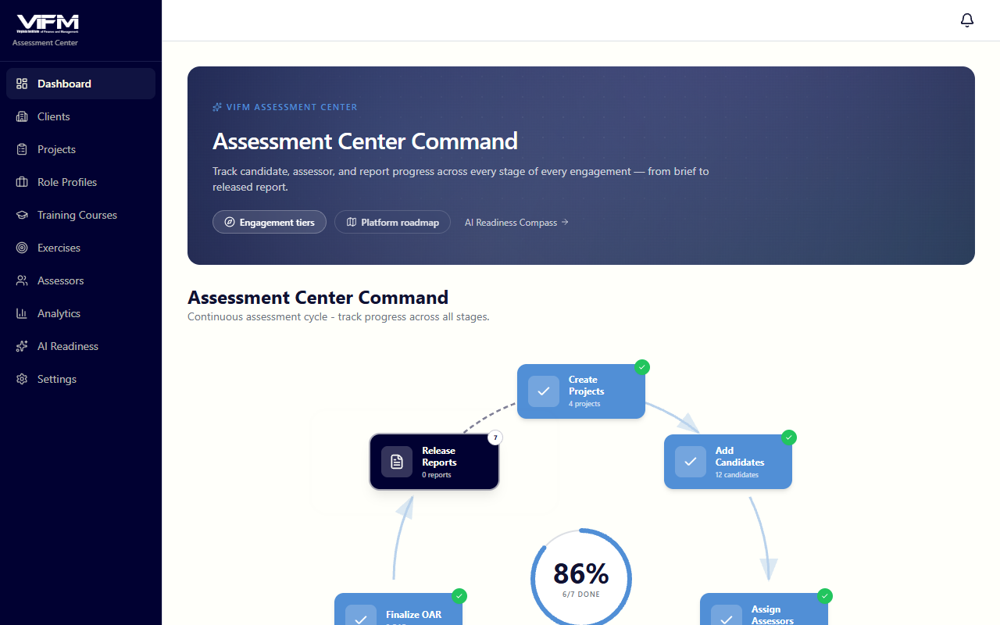 VIFM
Virginia Institute of Finance and Management
Assessment Center
Dashboard
Clients
Projects
Role Profiles
Training Courses
Exercises
Assessors
Analytics
AI Readiness
Settings
VIFM ASSESSMENT CENTER
Assessment Center Command
Track candidate, assessor, and report progress across every stage of every engagement — from brief to
released report.
Engagement tiers
Platform roadmap
AI Readiness Compass →
Assessment Center Command
Continuous assessment cycle - track progress across all stages.
Create
Projects
4 projects
Release
Reports
0 reports
7
Add
Candidates
12 candidates
86%
6/7 DONE
Finalize OAR
Assign
Assessors